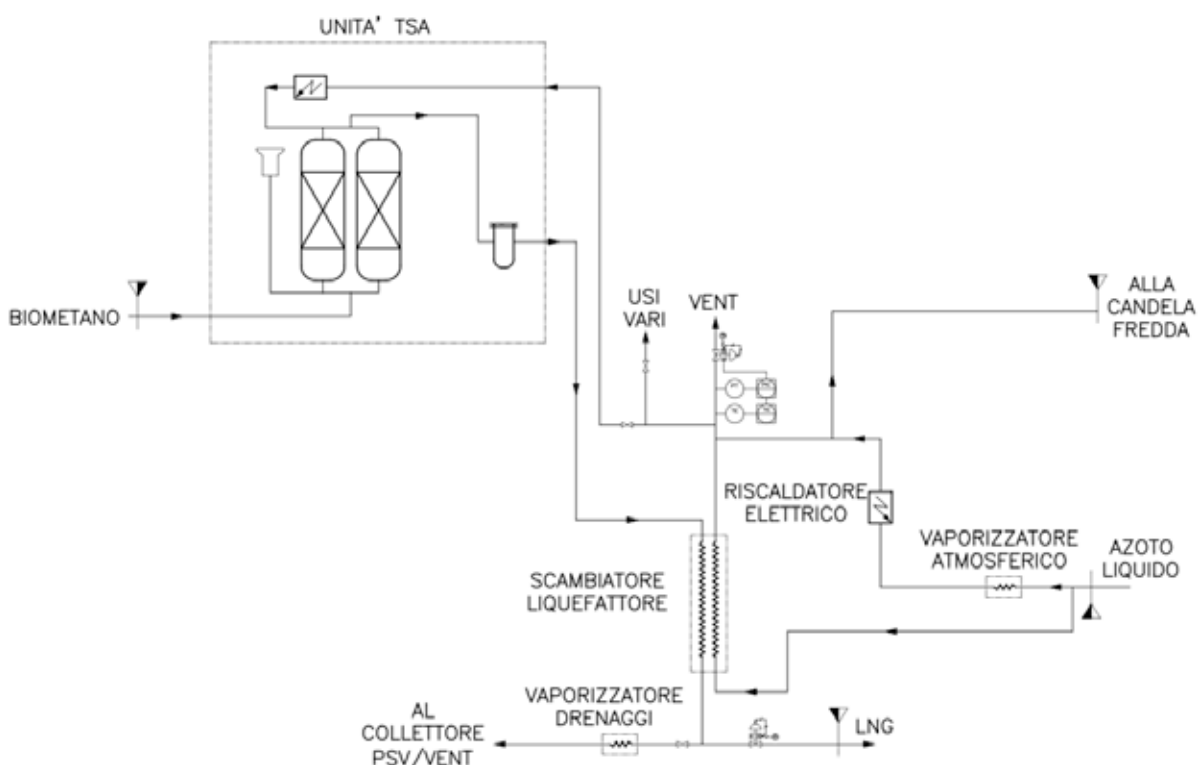 UNITA' TSA
BIOMETANO
USI
VARI
VENT
ALLA
CANDELA
FREDDA
RISCALDATORE
ELETTRICO
VAPORIZZATORE
ATMOSFERICO
AZOTO
LIQUIDO
SCAMBIATORE
LIQUEFATTORE
VAPORIZZATORE
DRENAGGI
AL
COLLETTORE
PSV/VENT
LNG